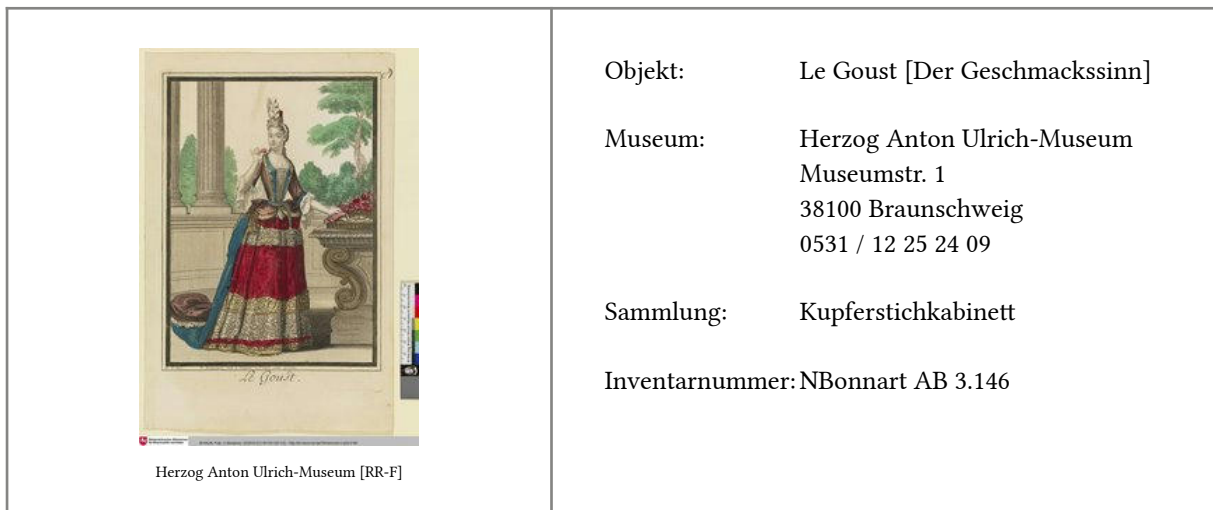 Le Goust.
Herzog Anton Ulrich-Museum [RR-F]
Objekt: Le Goust [Der Geschmackssinn]
Museum: Herzog Anton Ulrich-Museum
Museumstr. 1
38100 Braunschweig
0531 / 12 25 24 09
Sammlung: Kupferstichkabinett
Inventarnummer: NBonnart AB 3.146